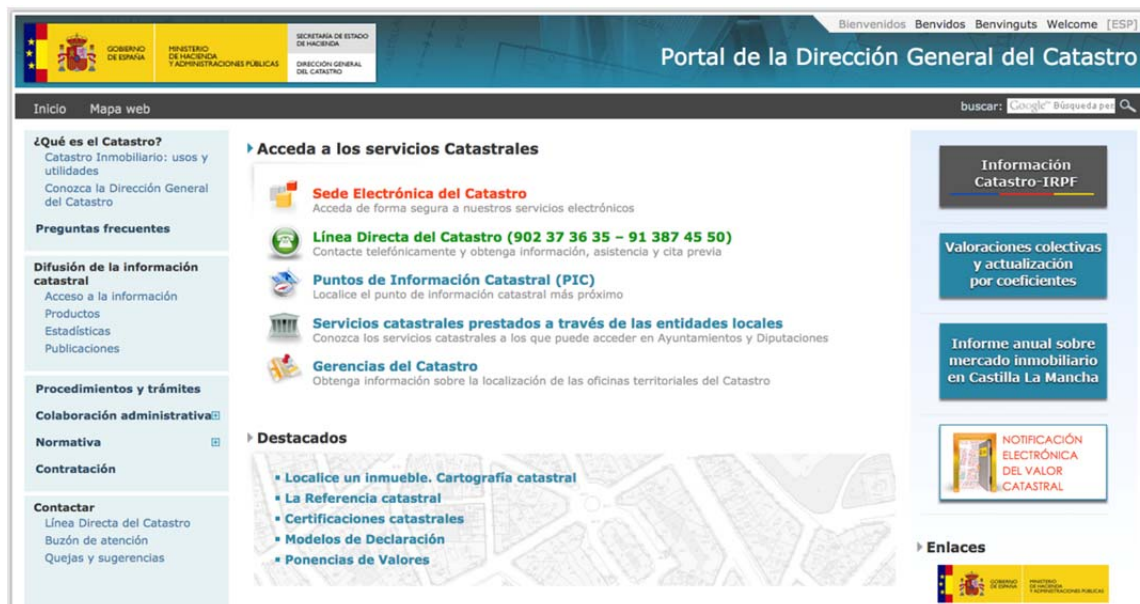 GOBIERNO
DE ESPAÑA
MINISTERIO
DE HACIENDA
Y ADMINISTRACIONES PÚBLICAS
SECRETARÍA DE ESTADO
DE HACIENDA
DIRECCIÓN GENERAL
DEL CATASTRO
Bienvenidos Benvidos Benvinguts Welcome [ESP]
Portal de la Dirección General del Catastro
Inicio Mapa web
buscar: Google™ Búsqueda per
¿Qué es el Catastro?
Catastro Inmobiliario: usos y
utilidades
Conozca la Dirección General
del Catastro
Preguntas frecuentes
Difusión de la información
catastral
Acceso a la información
Productos
Estadísticas
Publicaciones
Procedimientos y trámites
Colaboración administrativa
Normativa
Contratación
Contactar
Línea Directa del Catastro
Buzón de atención
Quejas y sugerencias
Acceda a los servicios Catastrales
Sede Electrónica del Catastro
Acceda de forma segura a nuestros servicios electrónicos
Línea Directa del Catastro (902 37 36 35 – 91 387 45 50)
Contacte telefónicamente y obtenga información, asistencia y cita previa
Puntos de Información Catastral (PIC)
Localice el punto de información catastral más próximo
Servicios catastrales prestados a través de las entidades locales
Conozca los servicios catastrales a los que puede acceder en Ayuntamientos y Diputaciones
Gerencias del Catastro
Obtenga información sobre la localización de las oficinas territoriales del Catastro
Destacados
Localice un inmueble. Cartografía catastral
La Referencia catastral
Certificaciones catastrales
Modelos de Declaración
Ponencias de Valores
Información
Catastro-IRPF
Valoraciones colectivas
y actualización
por coeficientes
Informe anual sobre
mercado inmobiliario
en Castilla La Mancha
NOTIFICACIÓN
ELECTRÓNICA
DEL VALOR
CATASTRAL
Enlaces
GOBIERNO
DE ESPAÑA
MINISTERIO
DE HACIENDA
Y ADMINISTRACIONES PÚBLICAS